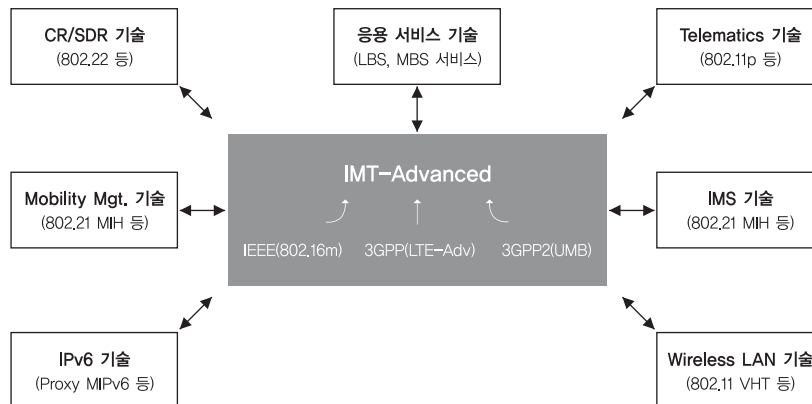 CR/SDR 기술
(802.22 등)
응용 서비스 기술
(LBS, MBS 서비스)
Telematics 기술
(802.11p 등)
IMT-Advanced
Mobility Mgt. 기술
(802.21 MIH 등)
IMS 기술
(802.21 MIH 등)
IEEE(802.16m)
3GPP(LTE-Adv)
3GPP2(UMB)
IPv6 기술
(Proxy MIPv6 등)
Wireless LAN 기술
(802.11 VHT 등)